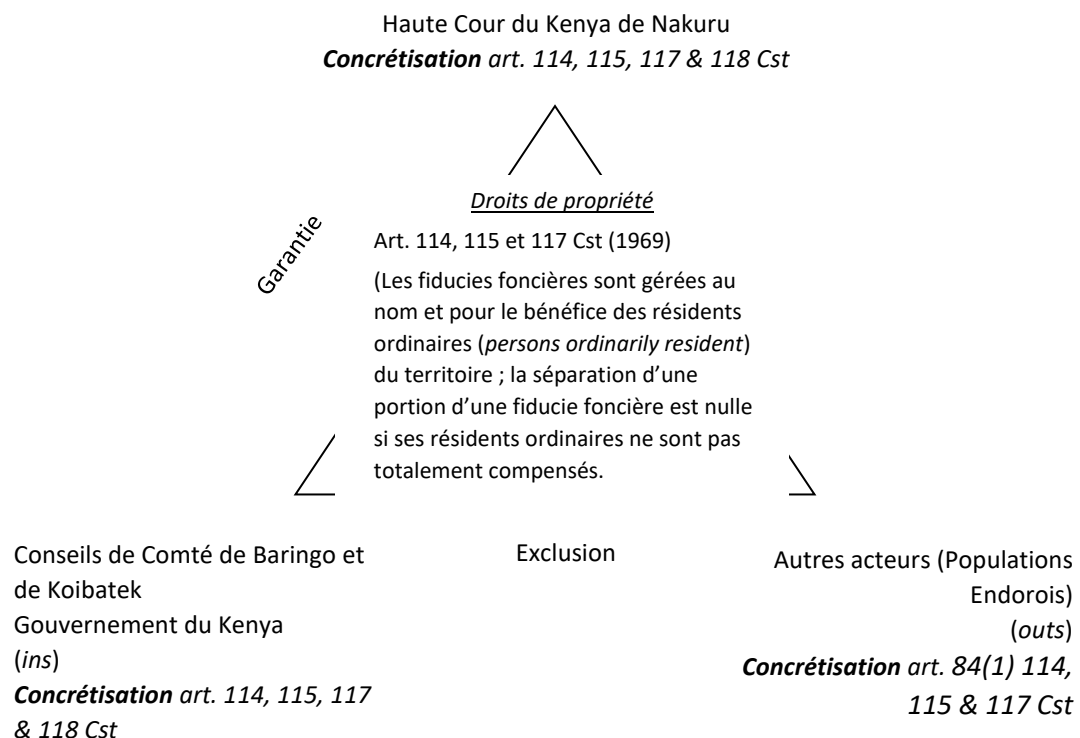 Haute Cour du Kenya de Nakuru
Concrétisation art. 114, 115, 117 & 118 Cst
Garantie
Droits de propriété
Art. 114, 115 et 117 Cst (1969)
(Les fiducies foncières sont gérées au
nom et pour le bénéfice des résidents
ordinaires (persons ordinarily resident)
du territoire ; la séparation d’une
portion d’une fiducie foncière est nulle
si ses résidents ordinaires ne sont pas
totalement compensés.
Conseils de Comté de Baringo et
de Koibatek
Gouvernement du Kenya
(ins)
Concrétisation art. 114, 115, 117
& 118 Cst
Exclusion
Autres acteurs (Populations
Endorois)
(outs)
Concrétisation art. 84(1) 114,
115 & 117 Cst